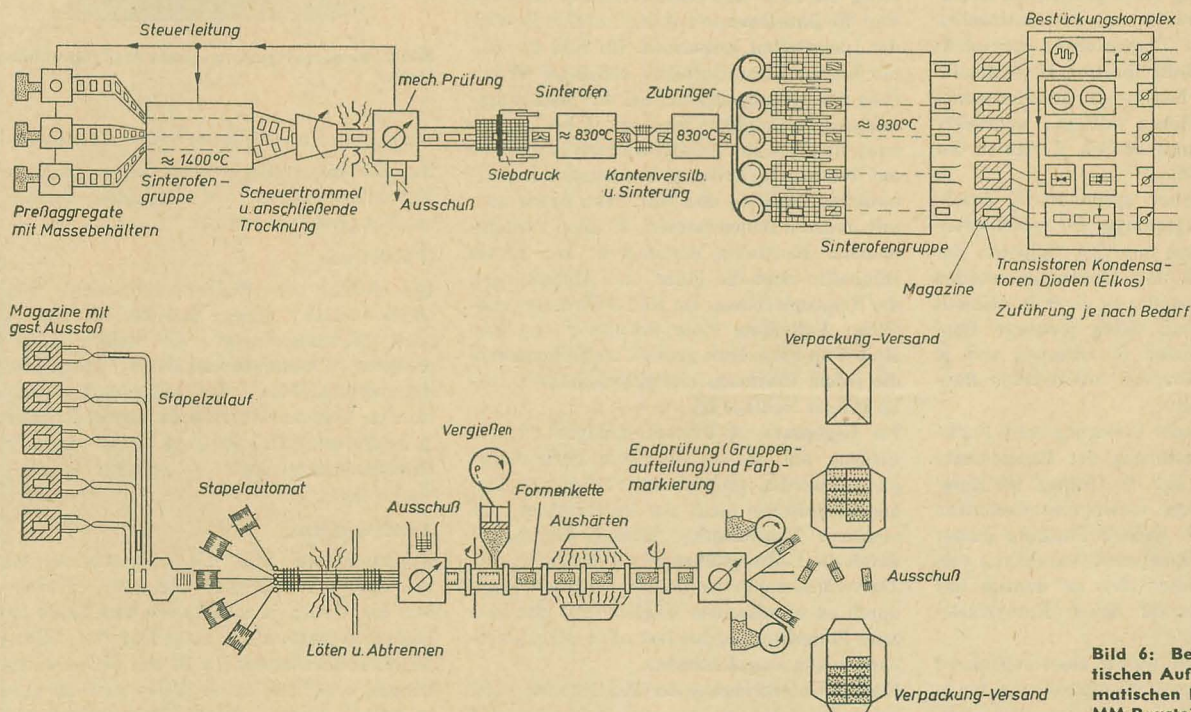 Steuerleitung
Bestückungskomplex
mech. Prüfung
Sinterofen
Zubringer
≈ 1400°C
≈ 830°C
830°C
≈ 830°C
Sinterofen-
gruppe
Siebdruck
Kantenversilb.
u. Sinterung
Scheuertrommel
u. anschließende
Trocknung
Ausschuß
Preßaggregate
mit Massebehältern
Sinterofengruppe
Magazine
Transistoren Kondensa-
toren Dioden (Elkos)
Zuführung je nach Bedarf
Magazine mit
gest. Ausstoß
Stapelzulauf
Verpackung-Versand
Vergießen
Endprüfung (Gruppen-
aufteilung) und Farb-
markierung
Stapelautomat
Ausschuß
Formenkette
Aushärten
Ausschuß
Löten u. Abtrennen
Verpackung-Versand
Bild 6: Be
tischen Auf
matischen